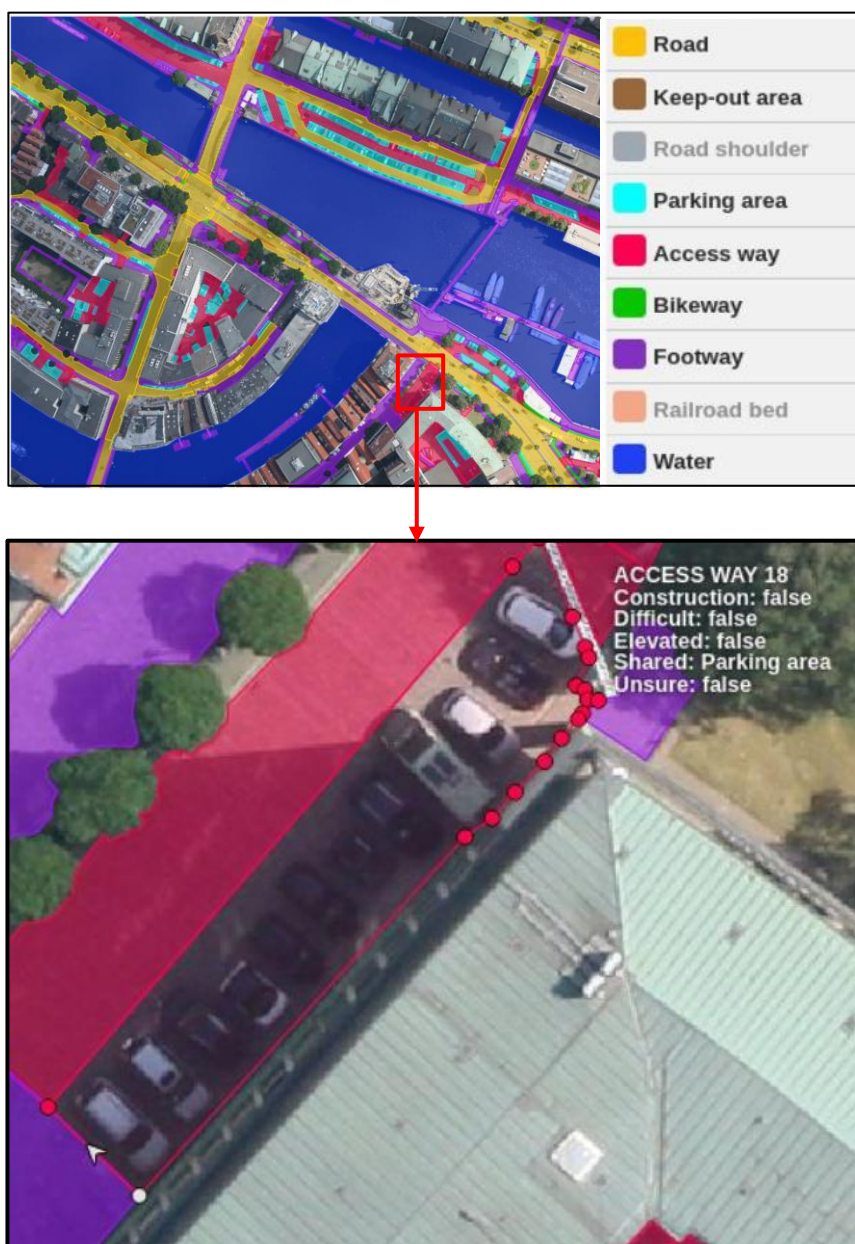 Road
Keep-out area
Road shoulder
Parking area
Access way
Bikeway
Footway
Railroad bed
Water
ACCESS WAY 18
Construction: false
Difficult: false
Elevated: false
Shared: Parking area
Unsure: false